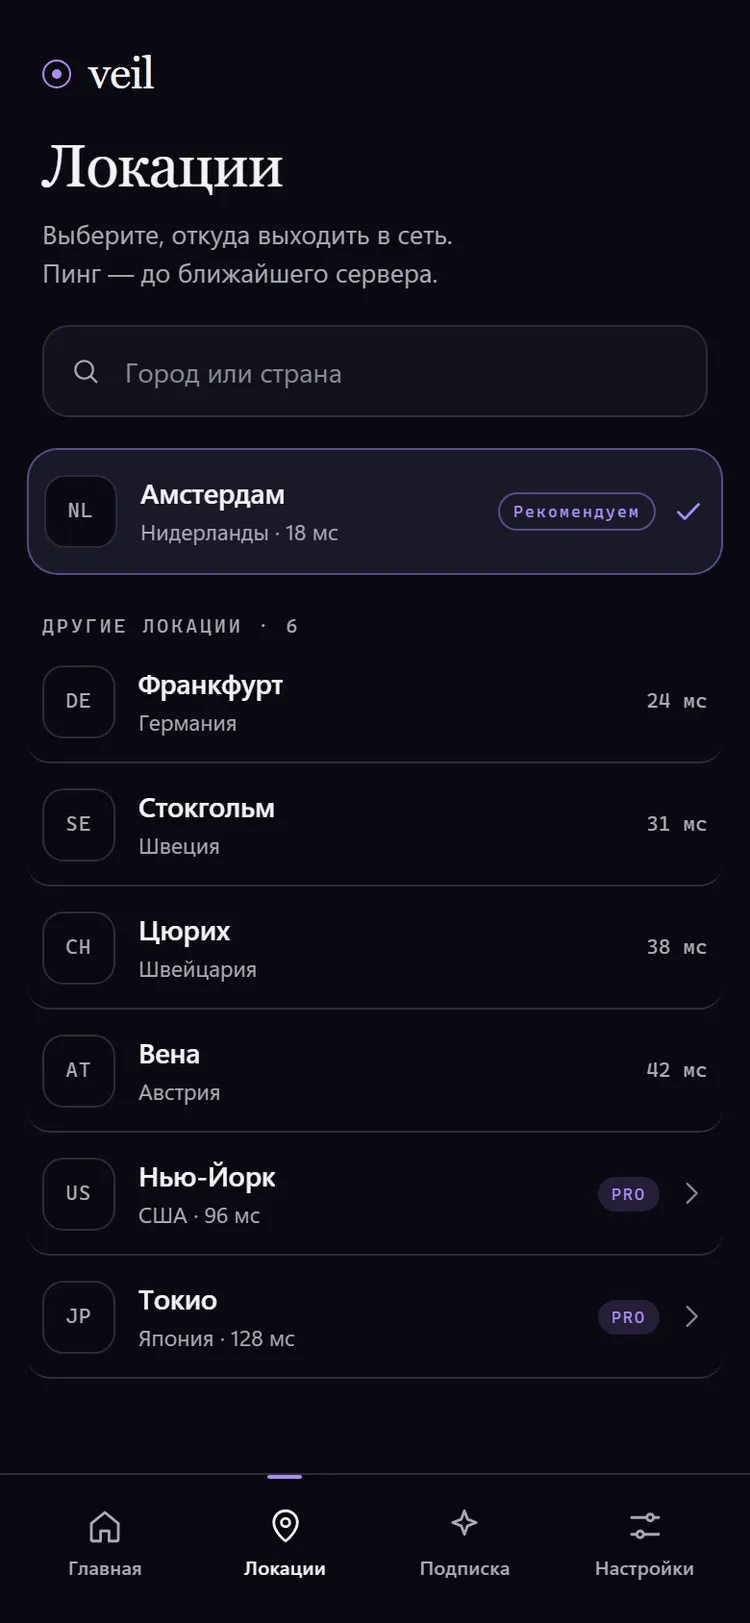 veil
Локации
Выберите, откуда выходить в сеть.
Пинг — до ближайшего сервера.
Город или страна
NL
Амстердам
Нидерланды · 18 мс
Рекомендуем
ДРУГИЕ ЛОКАЦИИ · 6
DE
Франкфурт
Германия
24 мс
SE
Стокгольм
Швеция
31 мс
CH
Цюрих
Швейцария
38 мс
AT
Вена
Австрия
42 мс
US
Нью-Йорк
США · 96 мс
PRO
JP
Токио
Япония · 128 мс
PRO
Главная
Локации
Подписка
Настройки